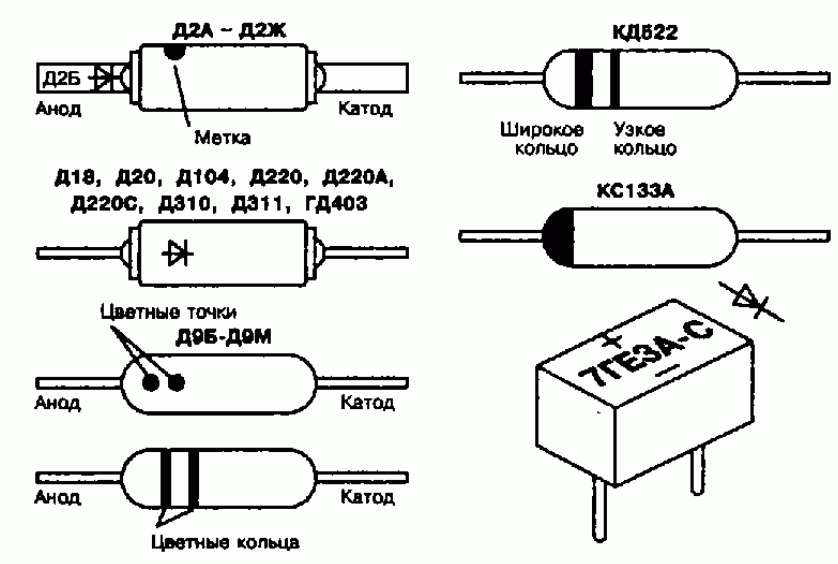 Д2А - Д2Ж
Д2Б
Анод
Катод
Метка
Д18, Д20, Д104, Д220, Д220А,
Д220С, Д310, Д311, ГД403
Цветные точки
Д9Б-Д9М
Анод
Катод
Анод
Катод
Цветные кольца
КД522
Широкое
кольцо
Узкое
кольцо
КС133А
+
7ГЕ3А-С
−